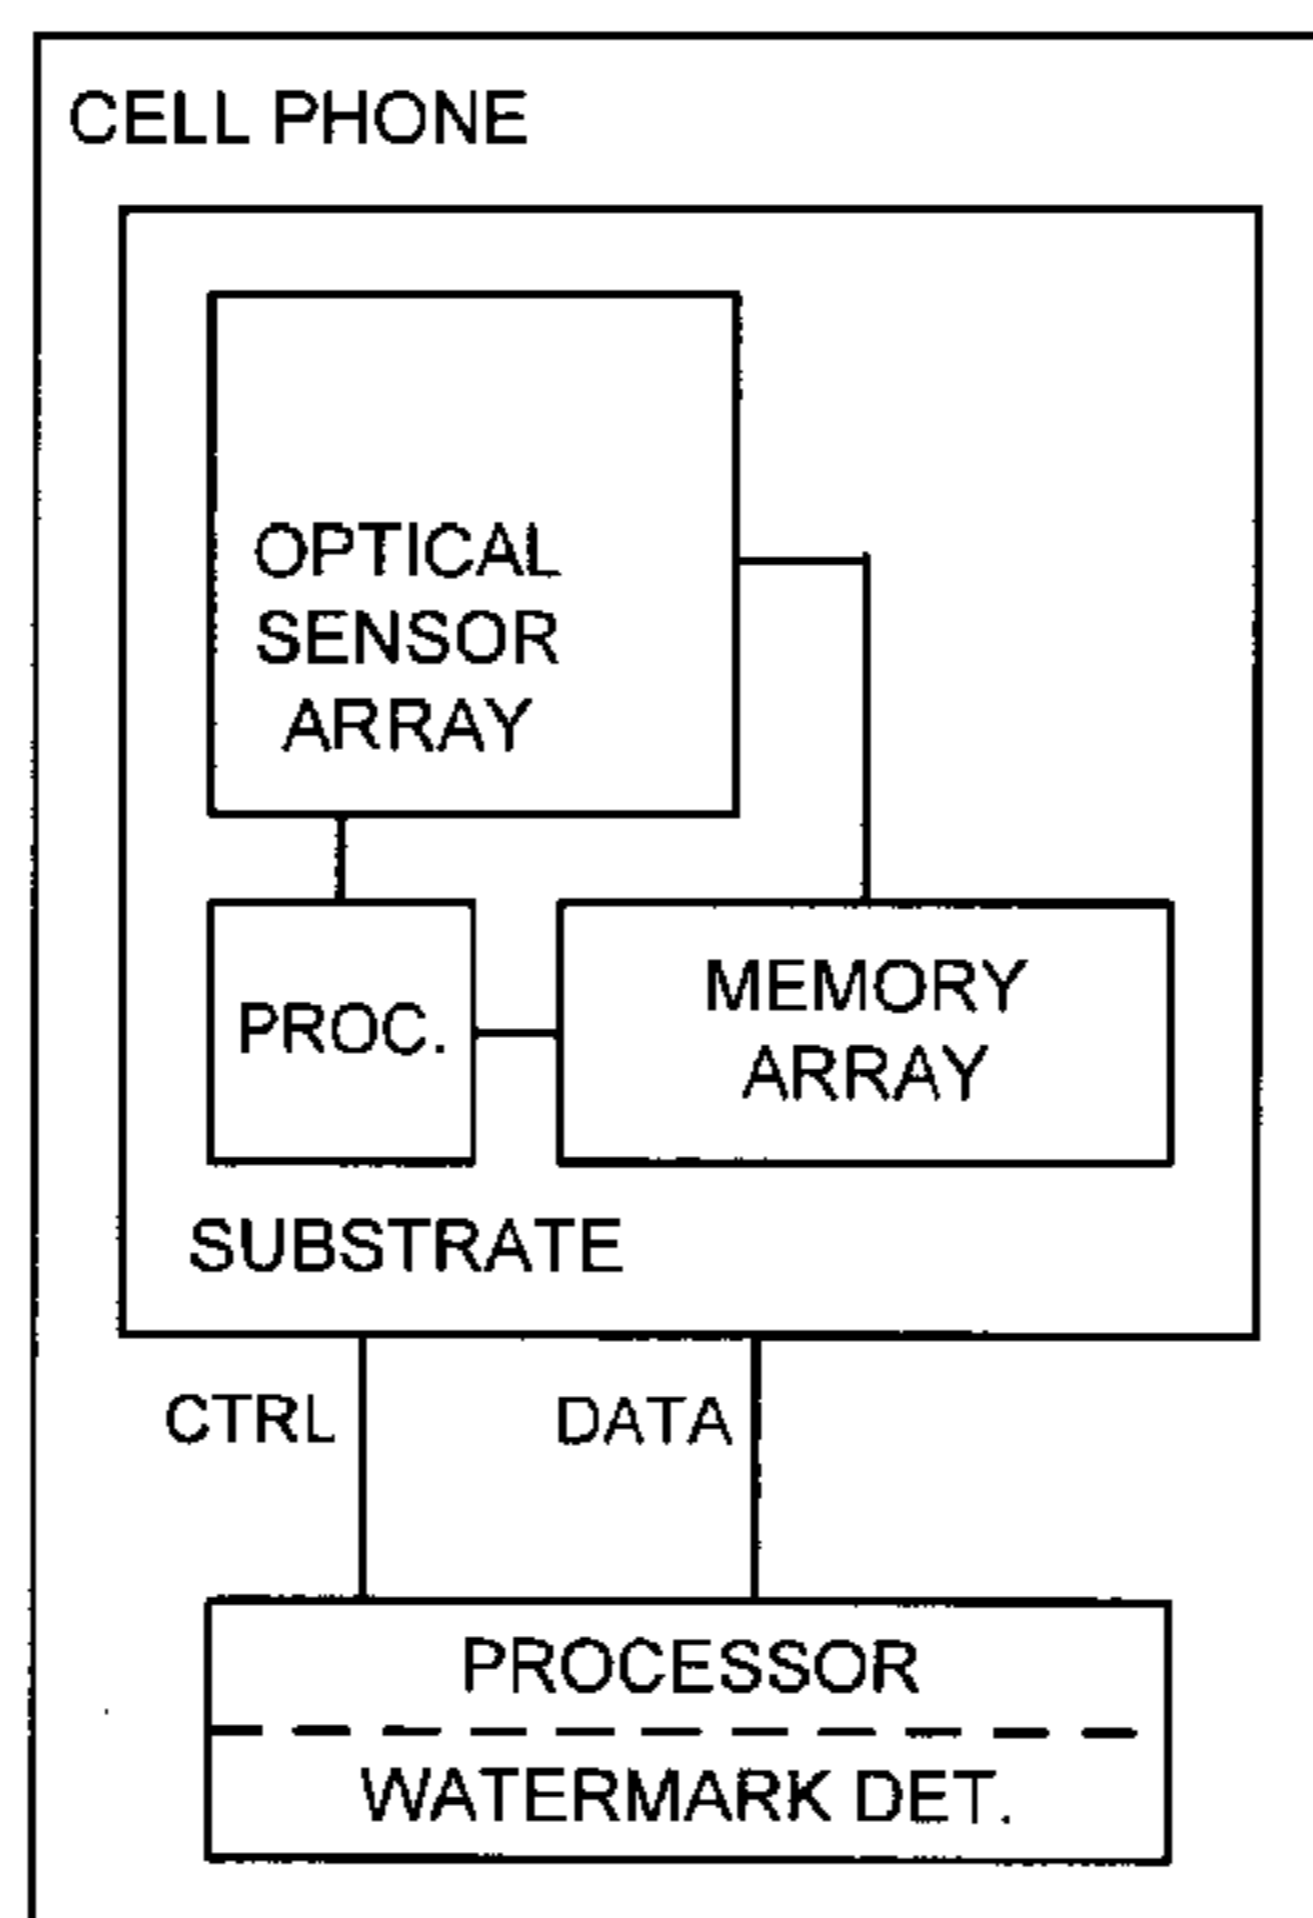 CELL PHONE
OPTICAL
SENSOR
ARRAY
PROC.
MEMORY
ARRAY
SUBSTRATE
CTRL
DATA
PROCESSOR
WATERMARK DET.